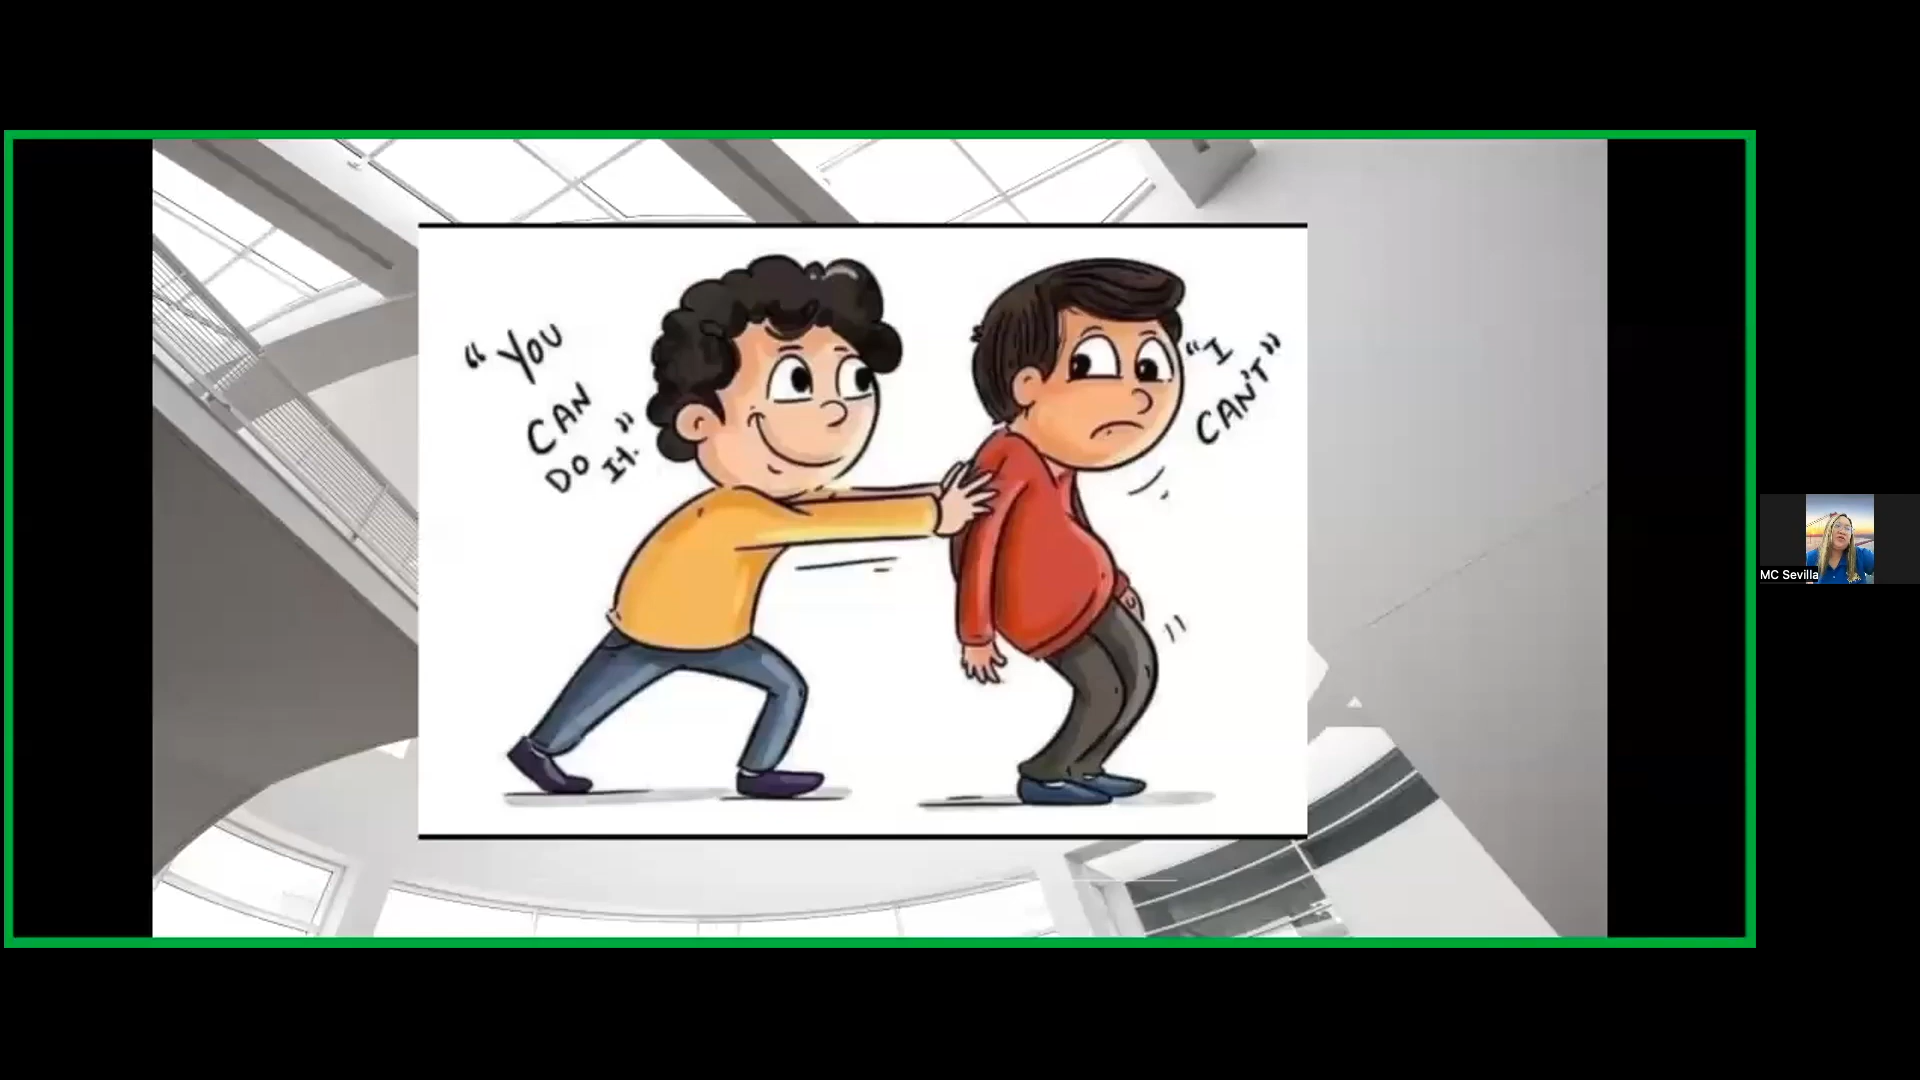 “ You
CAN
DO It. ”
“ I
CAN'T ”
MC Sevilla